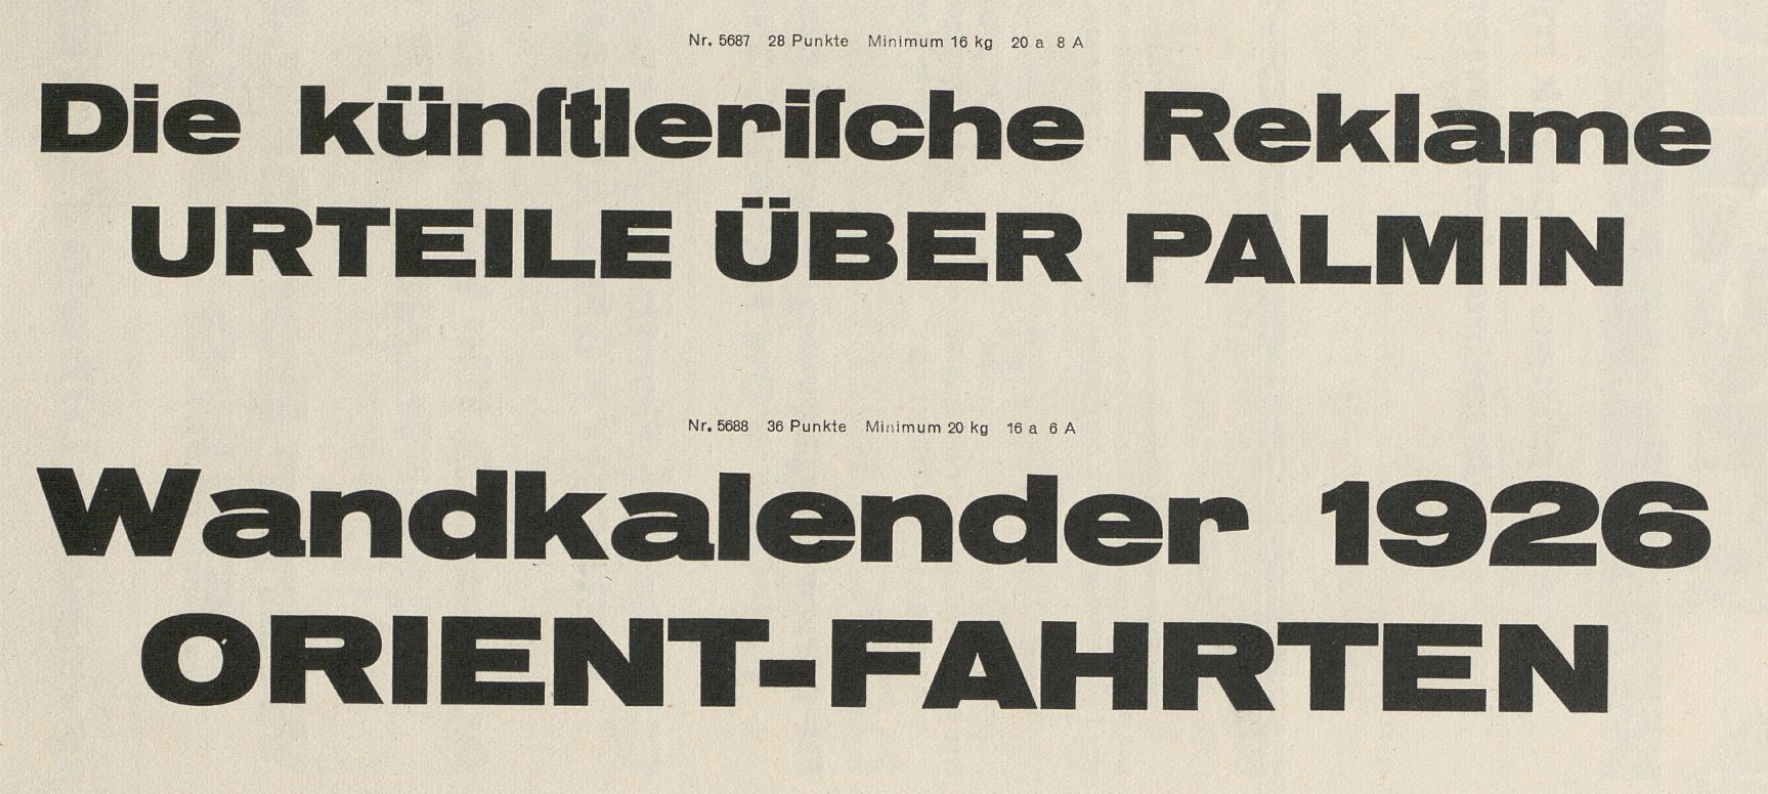 Nr. 5687 28 Punkte Minimum 16 kg 20 a 8 A
Die künſtleriſche Reklame
URTEILE ÜBER PALMIN
Nr. 5688 36 Punkte Minimum 20 kg 16 a 6 A
Wandkalender 1926
ORIENT-FAHRTEN